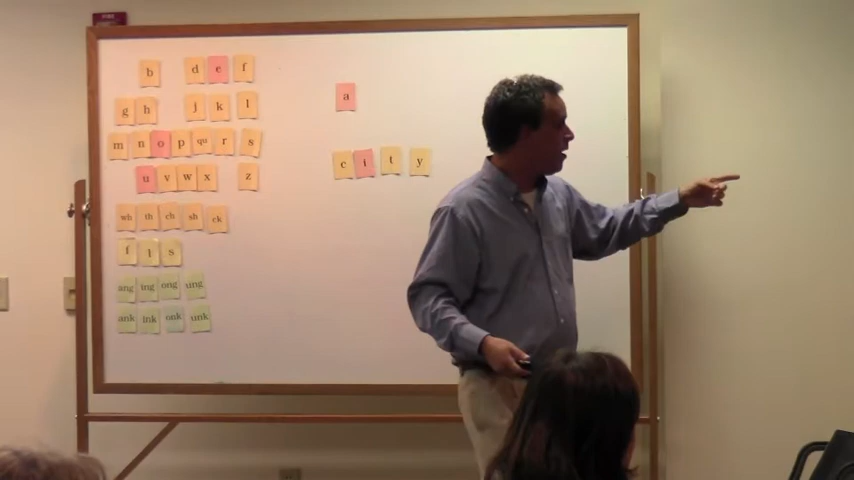 b d e f
a
g h j k l
m n o p qu r s
c i t y
u v w x z
wh th ch sh ck
f l s
ang ing ong ung
ank ink onk unk